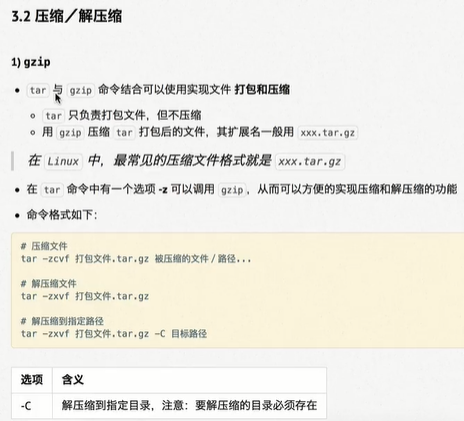 3.2 压缩／解压缩
1) gzip
• tar 与 gzip 命令结合可以使用实现文件 打包和压缩
◦ tar 只负责打包文件，但不压缩
◦ 用 gzip 压缩 tar 打包后的文件，其扩展名一般用 xxx.tar.gz
在 Linux 中，最常见的压缩文件格式就是 xxx.tar.gz
• 在 tar 命令中有一个选项 -z 可以调用 gzip，从而可以方便的实现压缩和解压缩的功能
• 命令格式如下：
# 压缩文件
tar -zcvf 打包文件.tar.gz 被压缩的文件／路径...
# 解压缩文件
tar -zxvf 打包文件.tar.gz
# 解压缩到指定路径
tar -zxvf 打包文件.tar.gz -C 目标路径
选项 含义
-C 解压缩到指定目录，注意：要解压缩的目录必须存在